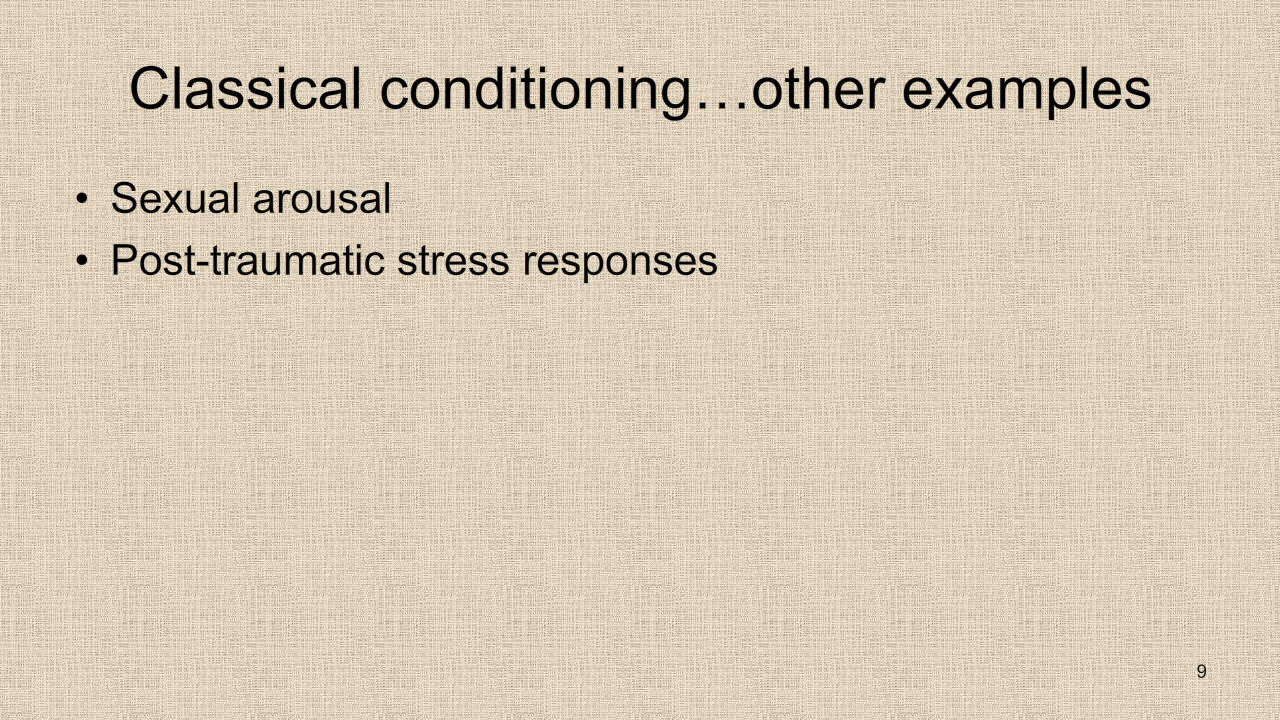 Classical conditioning…other examples
• Sexual arousal
• Post-traumatic stress responses
9